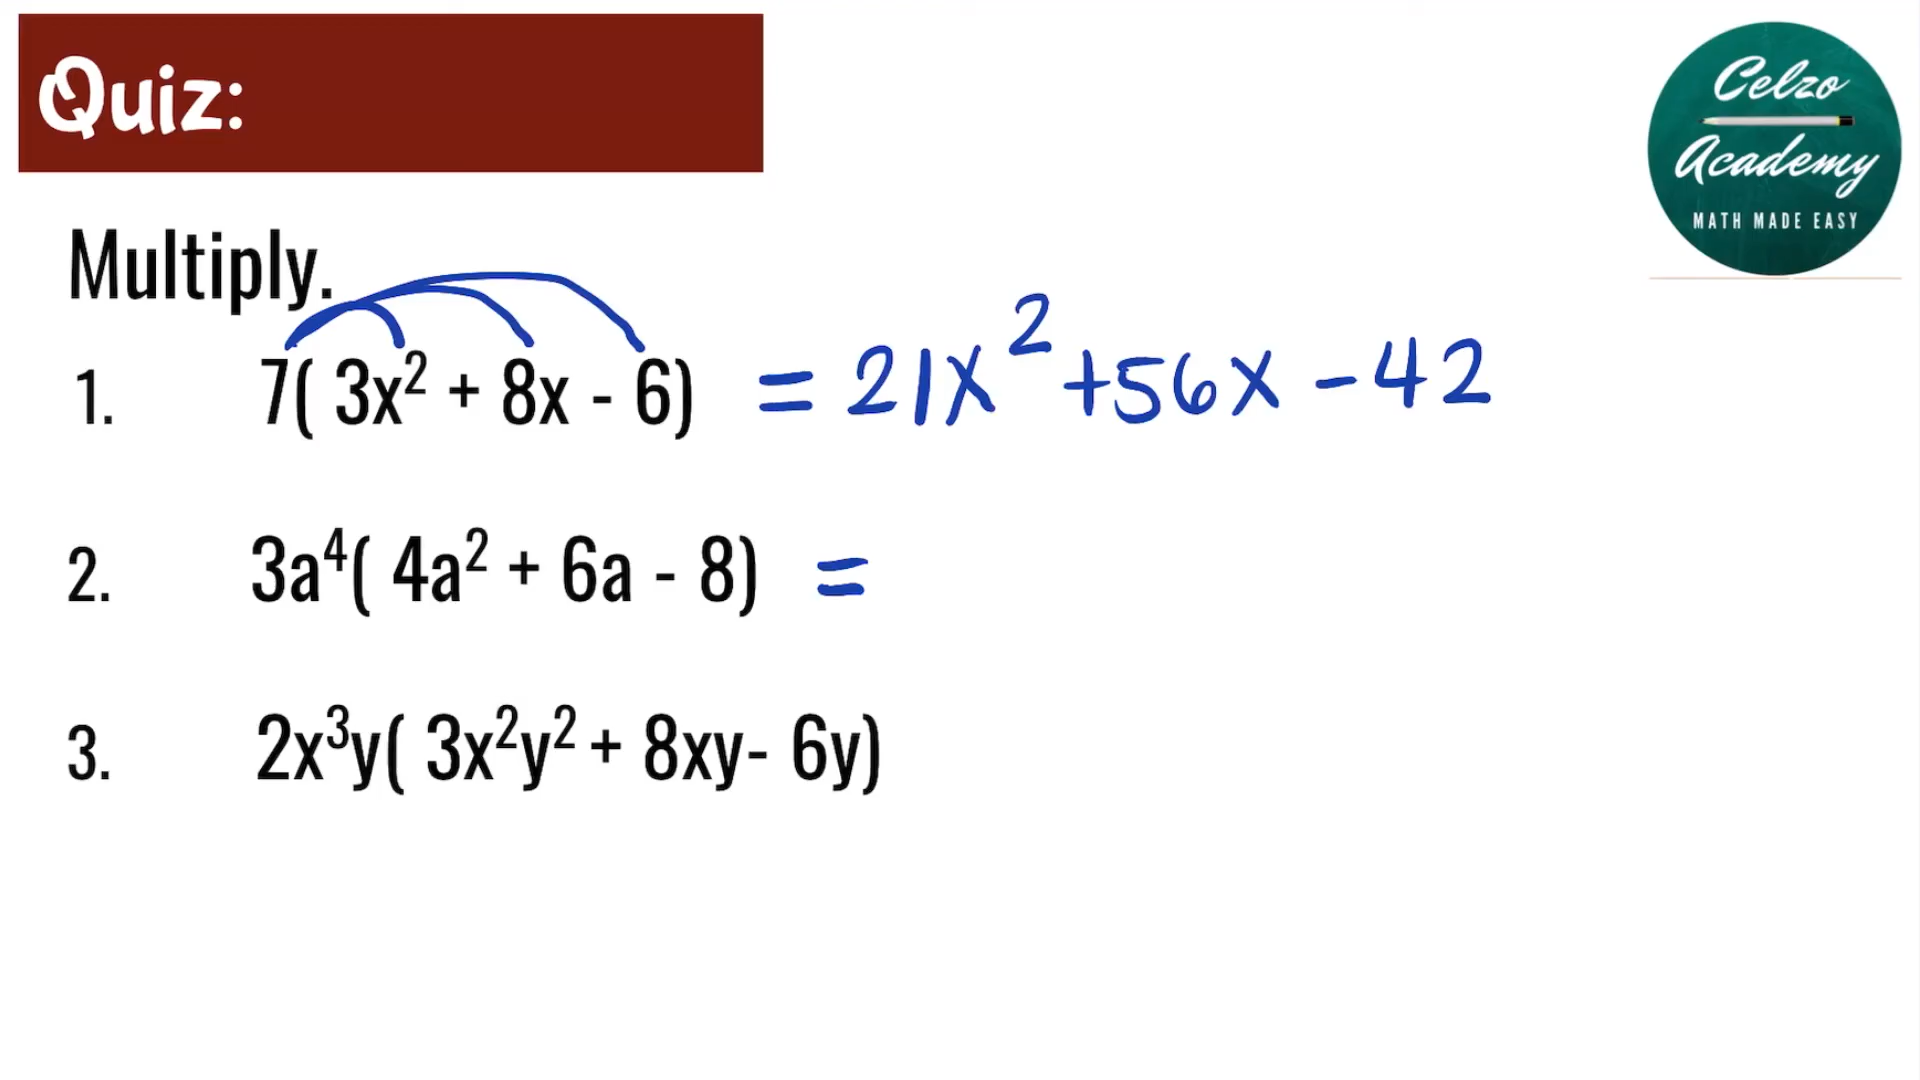 Quiz:
Celzo
Academy
MATH MADE EASY
Multiply.
1. 7( 3x² + 8x - 6) = 21x² +56x -42
2. 3a⁴( 4a² + 6a - 8) =
3. 2x³y( 3x²y² + 8xy- 6y)